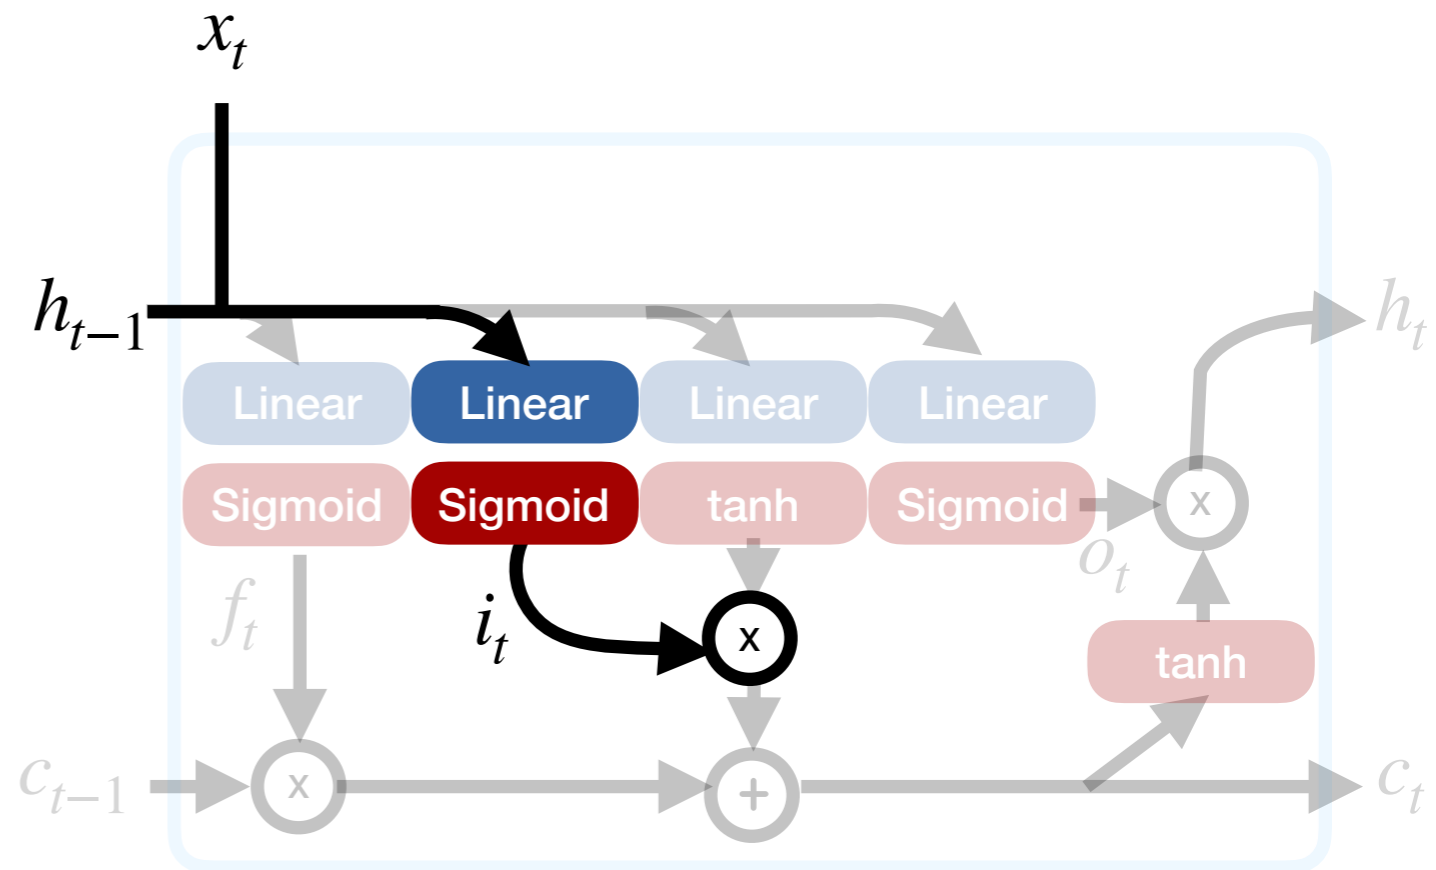 x_t
h_{t-1}
h_t
Linear Linear Linear Linear
Sigmoid Sigmoid tanh Sigmoid
x
o_t
f_t
i_t
x
tanh
c_{t-1}
x
+
c_t